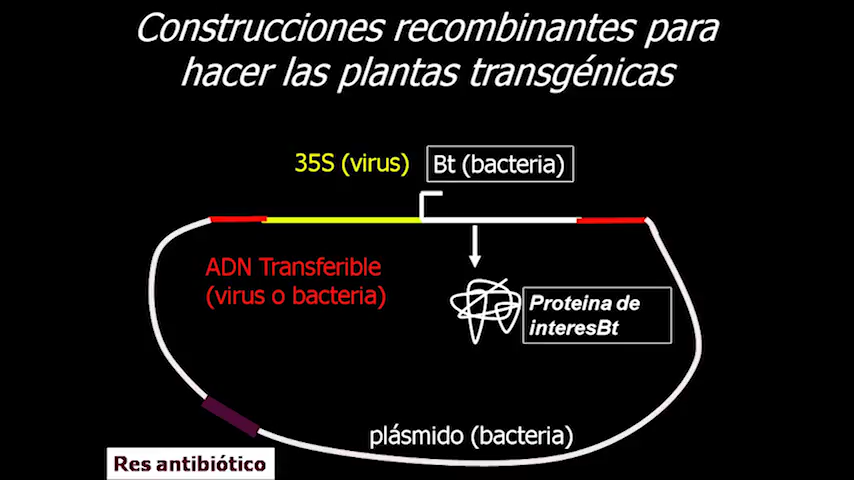 Construcciones recombinantes para
hacer las plantas transgénicas
35S (virus)
Bt (bacteria)
ADN Transferible
(virus o bacteria)
Proteina de
interesBt
plásmido (bacteria)
Res antibiótico